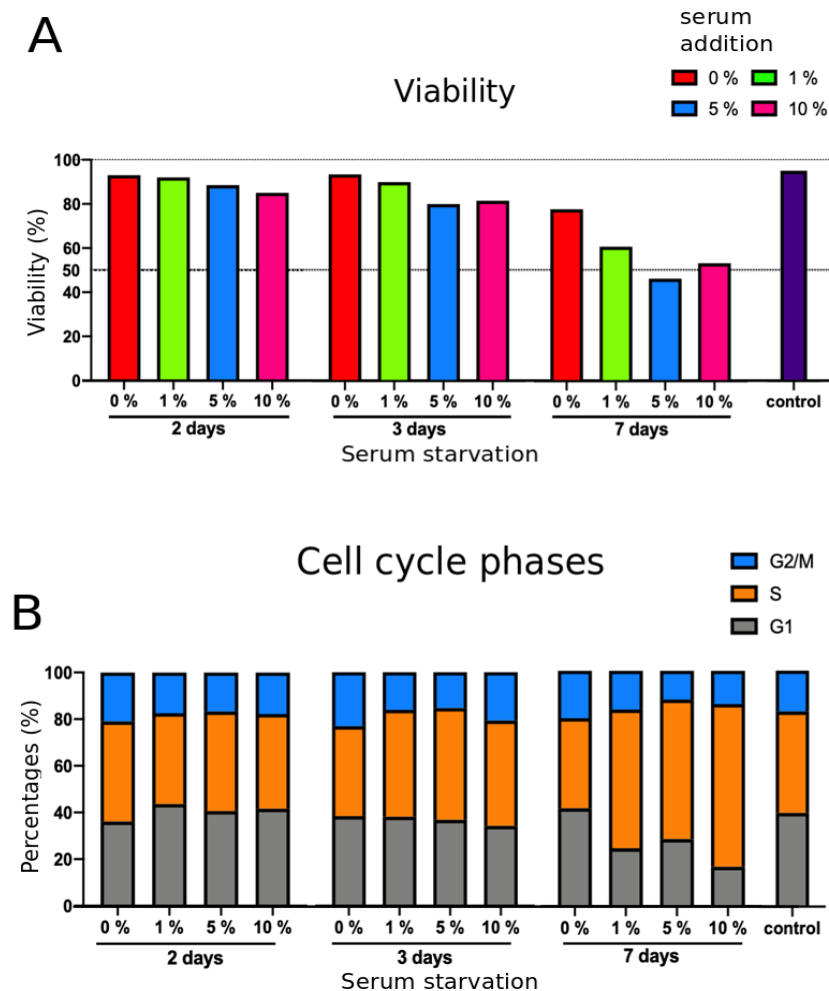 A
serum
addition
0 % 1 %
5 % 10 %
Viability
Viability (%)
100
80
60
50
40
20
0
0 % 1 % 5 % 10 % 0 % 1 % 5 % 10 % 0 % 1 % 5 % 10 % control
2 days 3 days 7 days
Serum starvation
Cell cycle phases
G2/M
S
G1
B
Percentages (%)
100
80
60
40
20
0
0 % 1 % 5 % 10 % 0 % 1 % 5 % 10 % 0 % 1 % 5 % 10 % control
2 days 3 days 7 days
Serum starvation